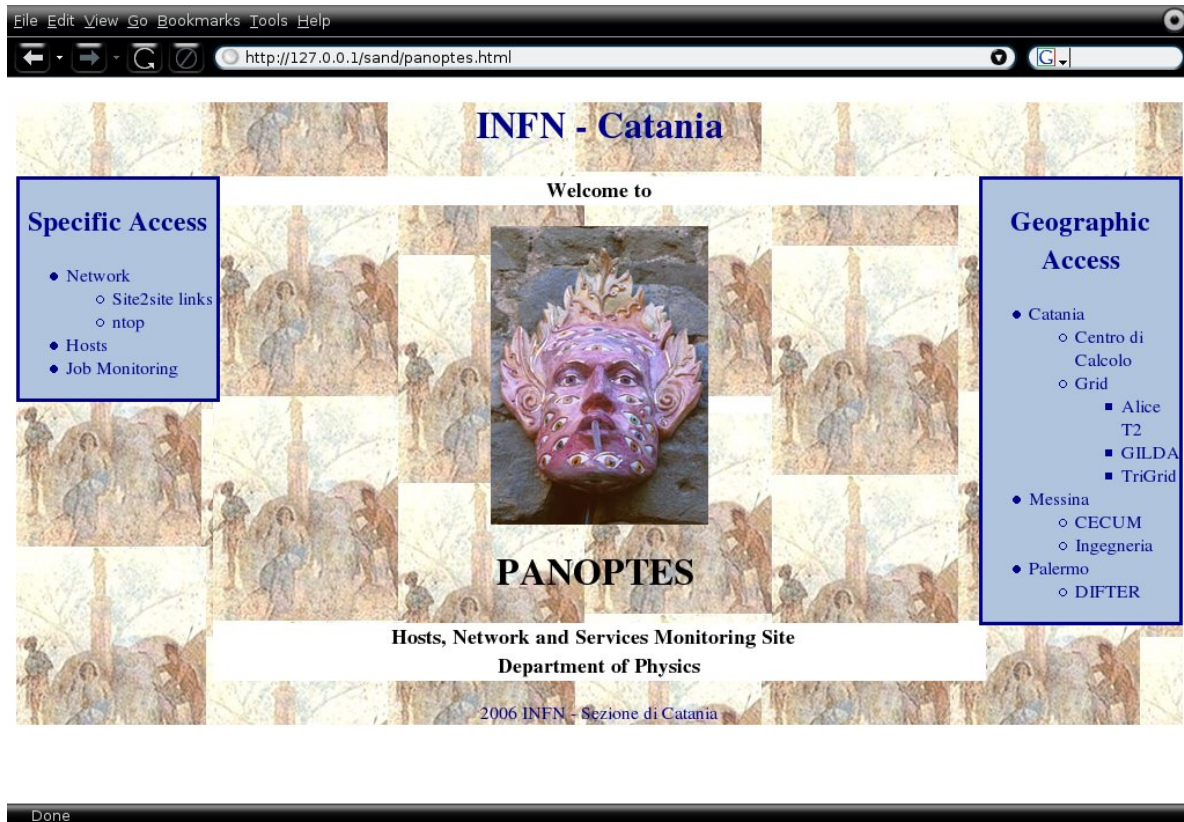 File Edit View Go Bookmarks Tools Help
http://127.0.0.1/sand/panoptes.html
G
INFN - Catania
Specific Access
Network
Site2site links
ntop
Hosts
Job Monitoring
Welcome to
PANOPTES
Hosts, Network and Services Monitoring Site
Department of Physics
2006 INFN - Sezione di Catania
Geographic
Access
Catania
Centro di
Calcolo
Grid
Alice
T2
GILDA
TriGrid
Messina
CECUM
Ingegneria
Palermo
DIFTER
Done